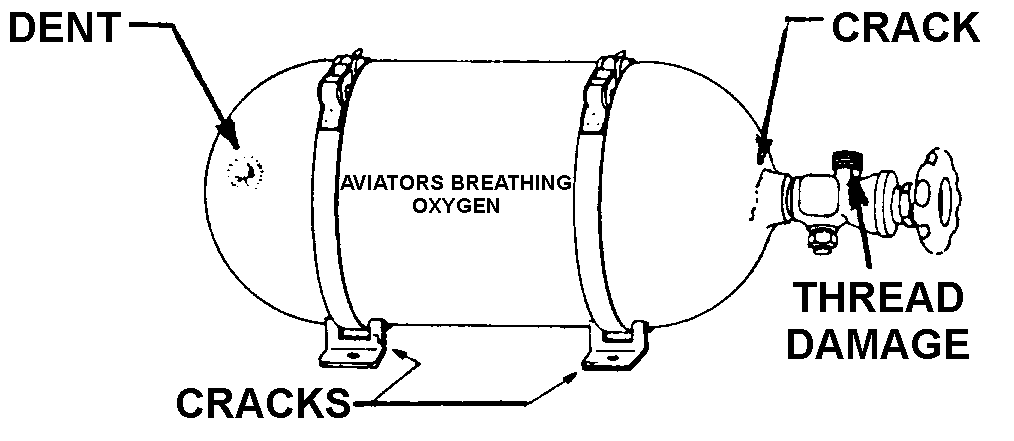 DENT
CRACK
AVIATORS BREATHING
OXYGEN
THREAD
DAMAGE
CRACKS